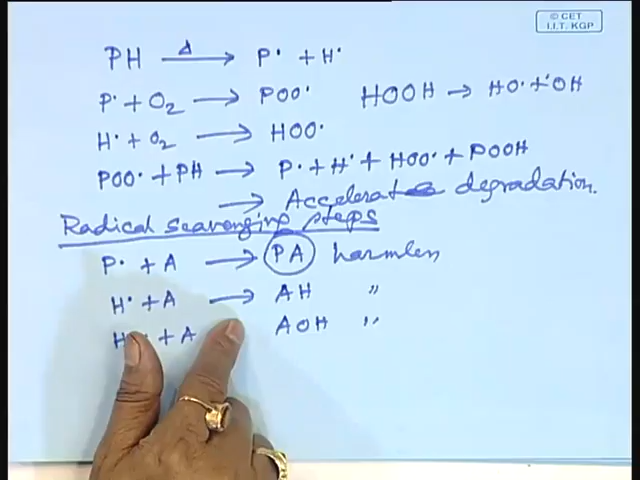 © CET
I.I.T. KGP
PH —Δ→ P• + H•
P• + O₂ → POO• HOOH → HO• + •OH
H• + O₂ → HOO•
POO• + PH → P• + H• + HOO• + POOH
→ Accelerates degradation.
Radical scavenging steps
P• + A → PA harmless
H• + A → AH "
H + A AOH "